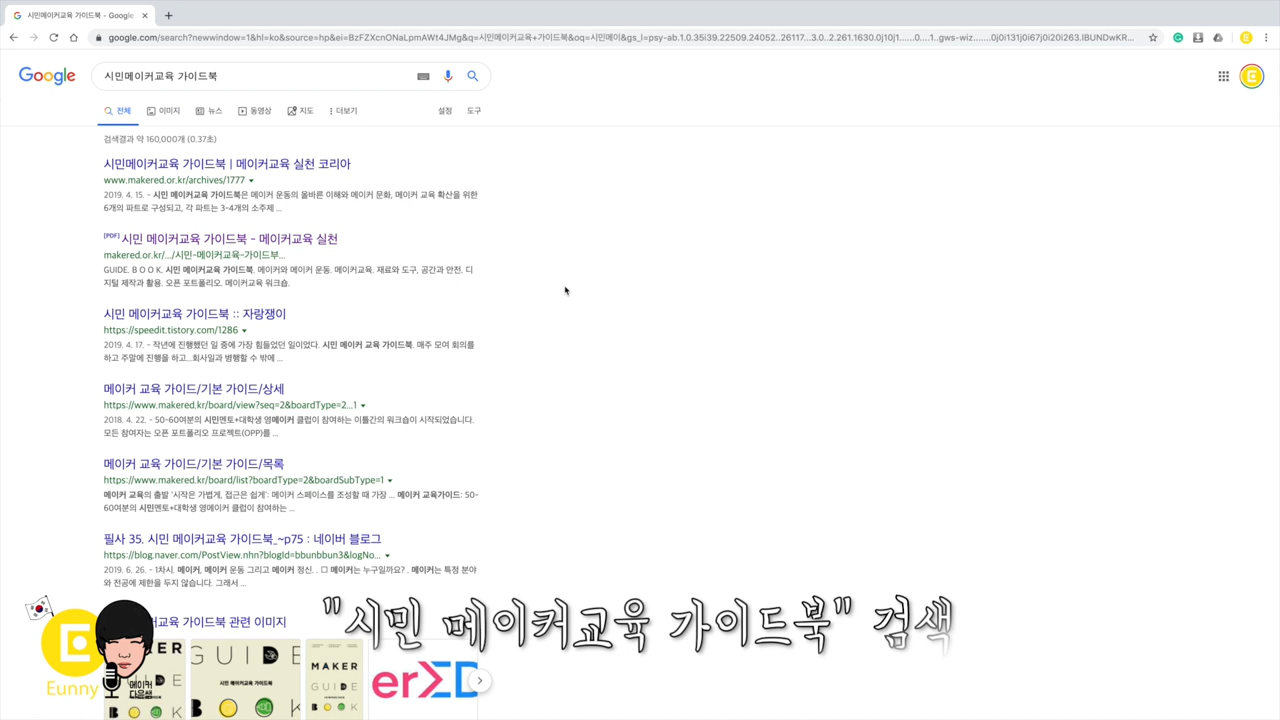 시민메이커교육 가이드북 - Google
google.com/search?newwindow=1&hl=ko&source=hp&ei=BzFZXcnONaLpmAWt4JMg&q=시민메이커교육+가이드북&oq=시민메이&gs_l=psy-ab.1.0.35i39.22509.24052..26117...3.0..2.261.1630.0j10j1......0....1..gws-wiz.......0j0i131j0i67j0i20i263.IBUNDwKR...
Google
시민메이커교육 가이드북
전체 이미지 뉴스 동영상 지도 더보기 설정 도구
검색결과 약 160,000개 (0.37초)
시민메이커교육 가이드북 | 메이커교육 실천 코리아
www.makered.or.kr/archives/1777
2019. 4. 15. - 시민 메이커교육 가이드북은 메이커 운동의 올바른 이해와 메이커 문화, 메이커 교육 확산을 위한
6개의 파트로 구성되고, 각 파트는 3-4개의 소주제 ...
[PDF] 시민 메이커교육 가이드북 - 메이커교육 실천
makered.or.kr/.../시민-메이커교육-가이드부...
GUIDE. B O O K. 시민 메이커교육 가이드북. 메이커와 메이커 운동. 메이커교육. 재료와 도구, 공간과 안전. 디
지털 제작과 활용. 오픈 포트폴리오. 메이커교육 워크숍.
시민 메이커교육 가이드북 :: 자랑쟁이
https://speedit.tistory.com/1286
2019. 4. 17. - 작년에 진행했던 일 중에 가장 힘들었던 일이었다. 시민 메이커 교육 가이드북. 매주 모여 회의를
하고 주말에 진행을 하고...회사일과 병행할 수 밖에 ...
메이커 교육 가이드/기본 가이드/상세
https://www.makered.kr/board/view?seq=2&boardType=2...1
2018. 4. 22. - 50-60여분의 시민멘토+대학생 영메이커 클럽이 참여하는 이틀간의 워크숍이 시작되었습니다.
모든 참여자는 오픈 포트폴리오 프로젝트(OPP)를 ...
메이커 교육 가이드/기본 가이드/목록
https://www.makered.kr/board/list?boardType=2&boardSubType=1
메이커 교육의 출발 '시작은 가볍게, 접근은 쉽게': 메이커 스페이스를 조성할 때 가장 ... 메이커 교육가이드: 50-
60여분의 시민멘토+대학생 영메이커 클럽이 참여하는 ...
필사 35. 시민 메이커교육 가이드북_~p75 : 네이버 블로그
https://blog.naver.com/PostView.nhn?blogId=bbunbbun3&logNo...
2019. 6. 26. - 1차시. 메이커, 메이커 운동 그리고 메이커 정신. . □ 메이커는 누구일까요? . 메이커는 특정 분야
와 전공에 제한을 두지 않습니다. 그래서 ...
커교육 가이드북 관련 이미지
"시민 메이커교육 가이드북" 검색
Eunny
메이커
다은쌤
GUIDE
시민 메이커교육 가이드북
BOOK
MAKER
GUIDE
BOOK
erED